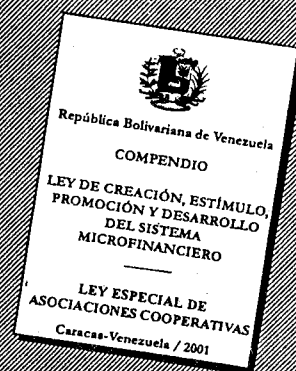 República Bolivariana de Venezuela
COMPENDIO
LEY DE CREACIÓN, ESTÍMULO,
PROMOCIÓN Y DESARROLLO
DEL SISTEMA
MICROFINANCIERO
LEY ESPECIAL DE
ASOCIACIONES COOPERATIVAS
Caracas-Venezuela / 2001